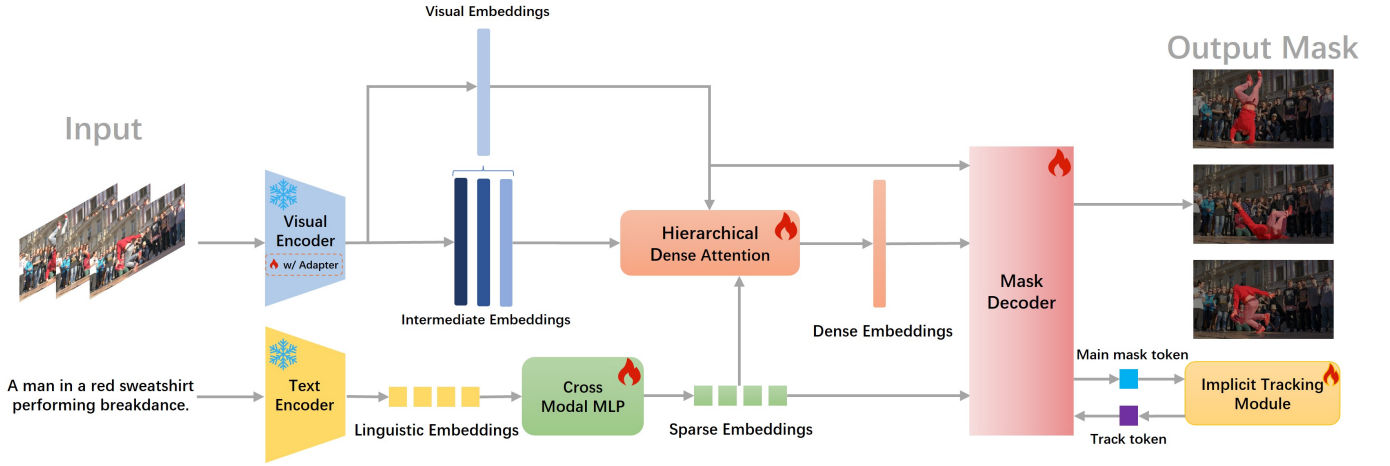 Visual Embeddings
Output Mask
Input
Visual
Encoder
w/ Adapter
Intermediate Embeddings
Hierarchical
Dense Attention
Dense Embeddings
Mask
Decoder
A man in a red sweatshirt
performing breakdance.
Text
Encoder
Linguistic Embeddings
Cross
Modal MLP
Sparse Embeddings
Main mask token
Implicit Tracking
Module
Track token